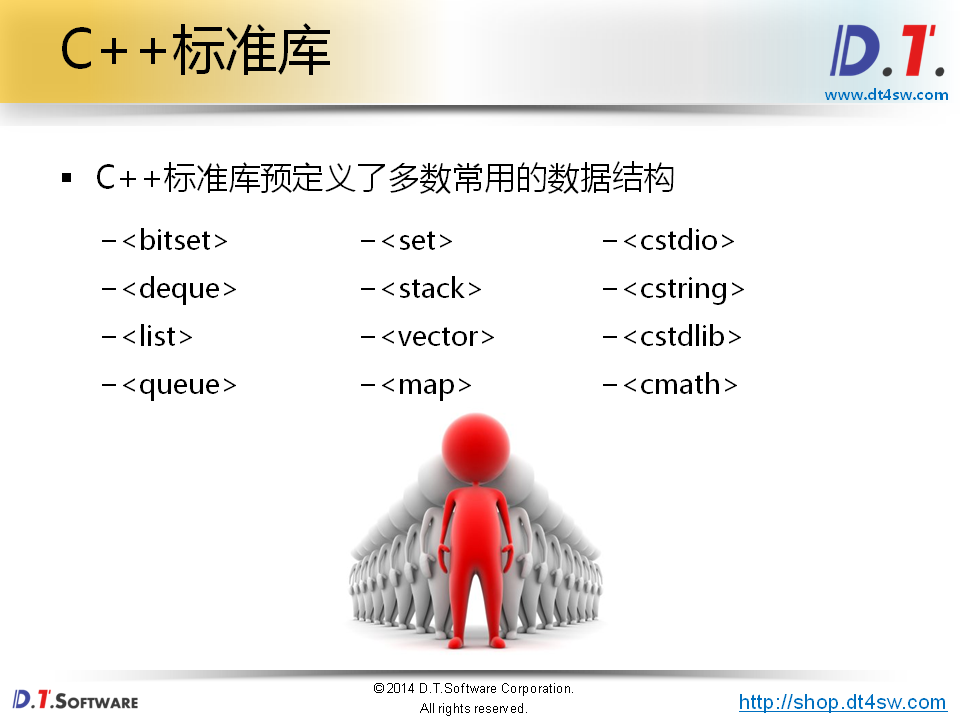 C++标准库
D.T.
www.dt4sw.com
▪ C++标准库预定义了多数常用的数据结构
–<bitset> –<set> –<cstdio>
–<deque> –<stack> –<cstring>
–<list> –<vector> –<cstdlib>
–<queue> –<map> –<cmath>
D.T. SOFTWARE
©2014 D.T.Software Corporation.
All rights reserved.
http://shop.dt4sw.com